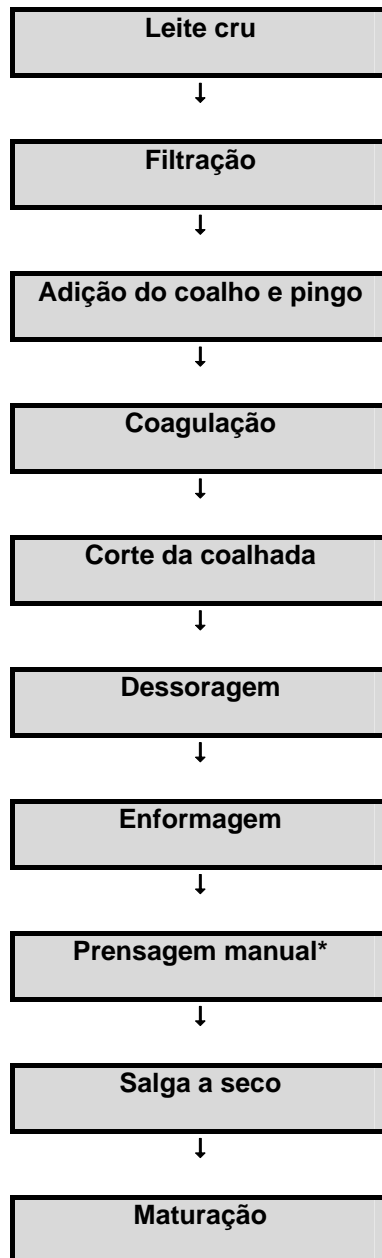 Leite cru
↓
Filtração
↓
Adição do coalho e pingo
↓
Coagulação
↓
Corte da coalhada
↓
Dessoragem
↓
Enformagem
↓
Prensagem manual*
↓
Salga a seco
↓
Maturação